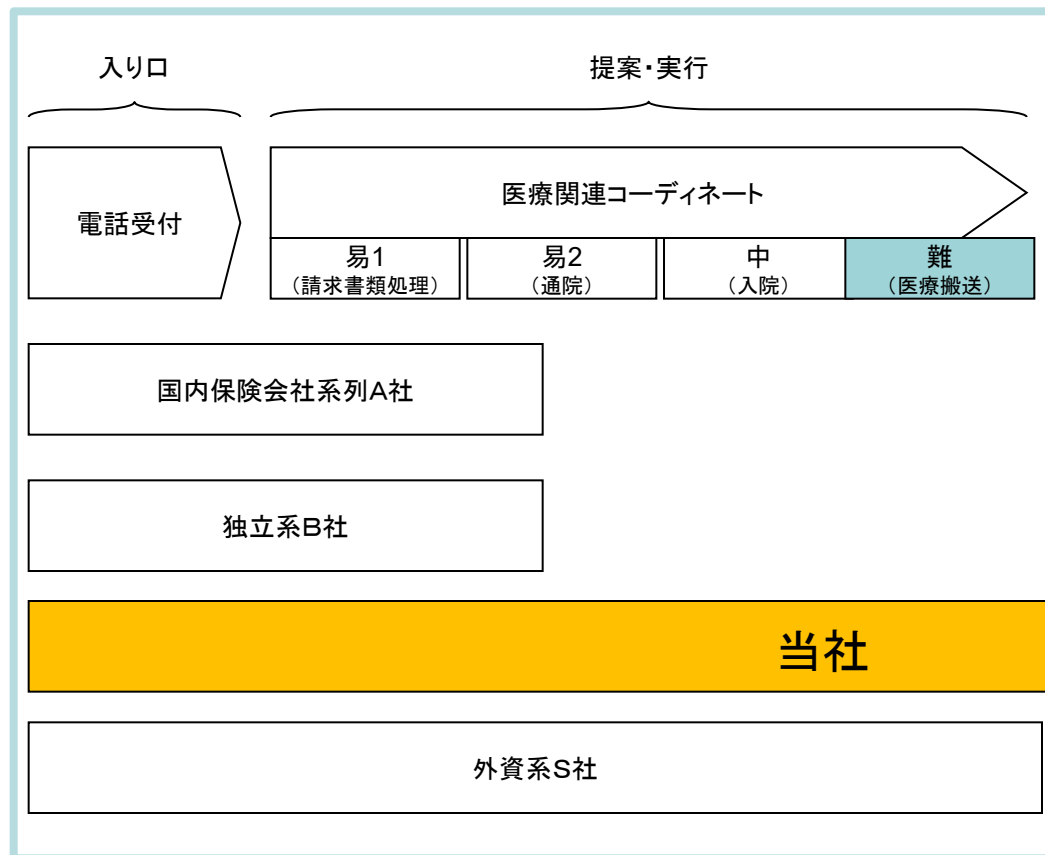 入り口
提案・実行
電話受付
医療関連コーディネート
易1
（請求書類処理）
易2
（通院）
中
（入院）
難
（医療搬送）
国内保険会社系列A社
独立系B社
当社
外資系S社